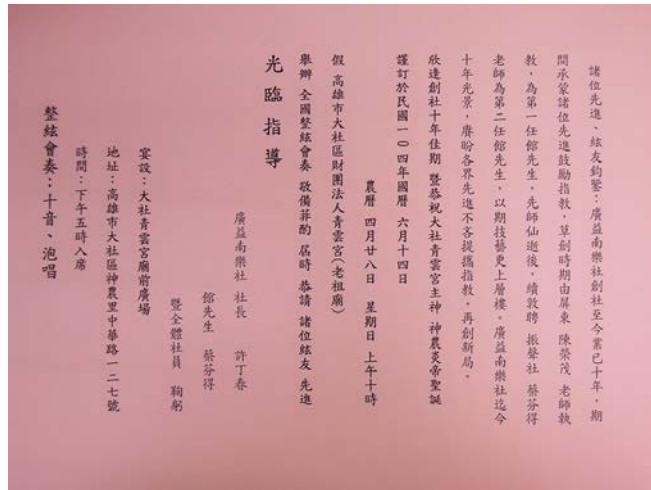 諸位先進、絃友鈞鑒：廣益南樂社創社至今業已十年，期
間承蒙諸位先進鼓勵指教，草創時期由屏東 陳榮茂 老師執
教，為第一任館先生，先師仙逝後，續敦聘 振聲社 蔡芬得
老師為第二任館先生，以期技藝更上層樓。廣益南樂社迄今
十年光景，賡盼各界先進不吝提攜指教，再創新局。
欣逢創社十年佳期 暨恭祝大社青雲宮主神 神農炎帝聖誕
謹訂於民國一０四年國曆 六月十四日
農曆 四月廿八日 星期日 上午十時
假 高雄市大社區財團法人青雲宮(老祖廟)
舉辦 全國整絃會奏 敬備菲酌 屆時 恭請 諸位絃友 先進
光臨指導
廣益南樂社 社長 許丁春
館先生 蔡芬得
暨全體社員 鞠躬
宴設：大社青雲宮廟前廣場
地址：高雄市大社區神農里中華路一二七號
時間：下午五時入席
整絃會奏：十音、泡唱